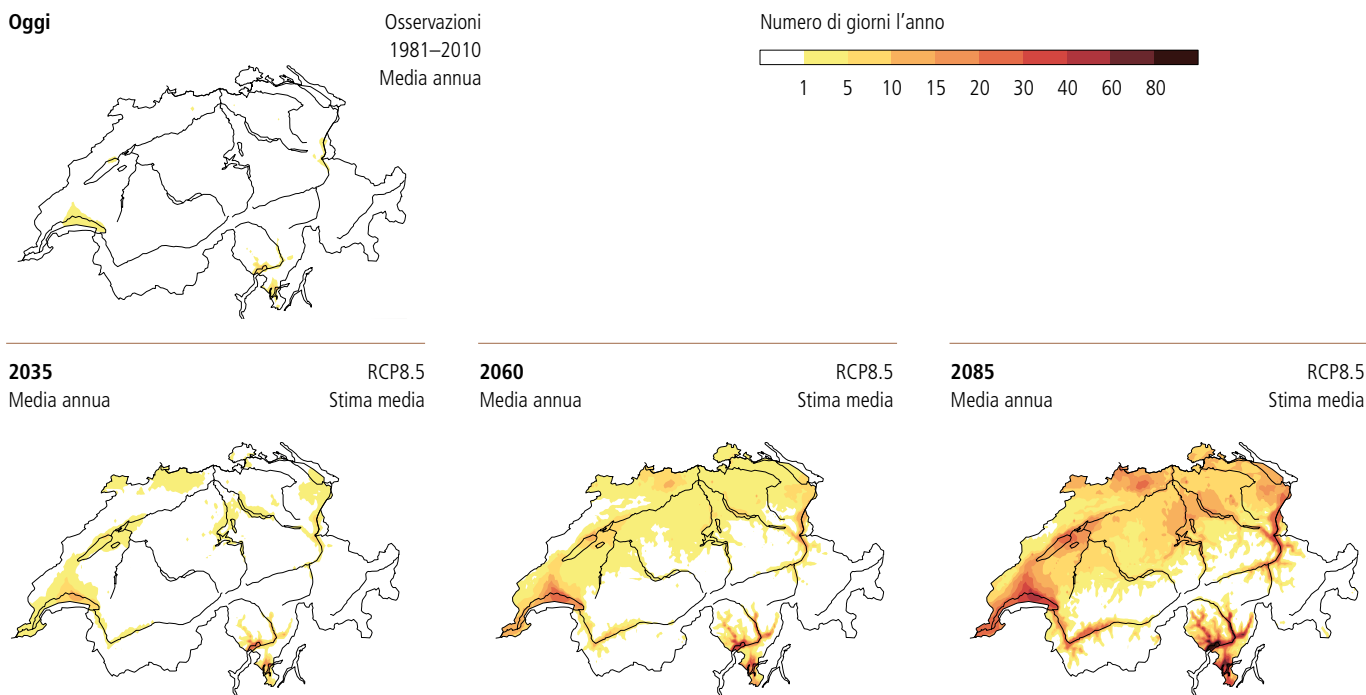 Oggi
Osservazioni
1981–2010
Media annua
Numero di giorni l’anno
1 5 10 15 20 30 40 60 80
2035 RCP8.5
Media annua Stima media
2060 RCP8.5
Media annua Stima media
2085 RCP8.5
Media annua Stima media